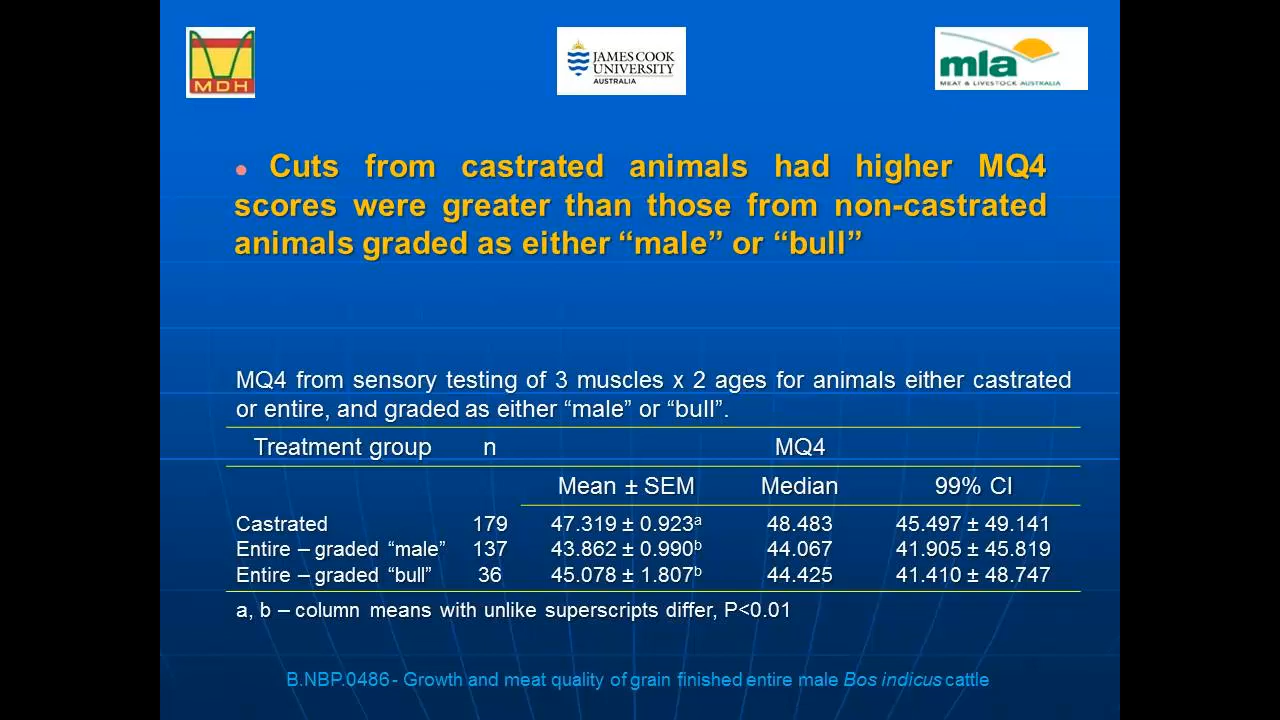 MDH
JAMES COOK
UNIVERSITY
AUSTRALIA
mla
MEAT & LIVESTOCK AUSTRALIA
● Cuts from castrated animals had higher MQ4
scores were greater than those from non-castrated
animals graded as either “male” or “bull”
MQ4 from sensory testing of 3 muscles x 2 ages for animals either castrated
or entire, and graded as either “male” or “bull”.
Treatment group n MQ4
Mean ± SEM Median 99% CI
Castrated 179 47.319 ± 0.923ᵃ 48.483 45.497 ± 49.141
Entire – graded “male” 137 43.862 ± 0.990ᵇ 44.067 41.905 ± 45.819
Entire – graded “bull” 36 45.078 ± 1.807ᵇ 44.425 41.410 ± 48.747
a, b – column means with unlike superscripts differ, P<0.01
B.NBP.0486 - Growth and meat quality of grain finished entire male Bos indicus cattle